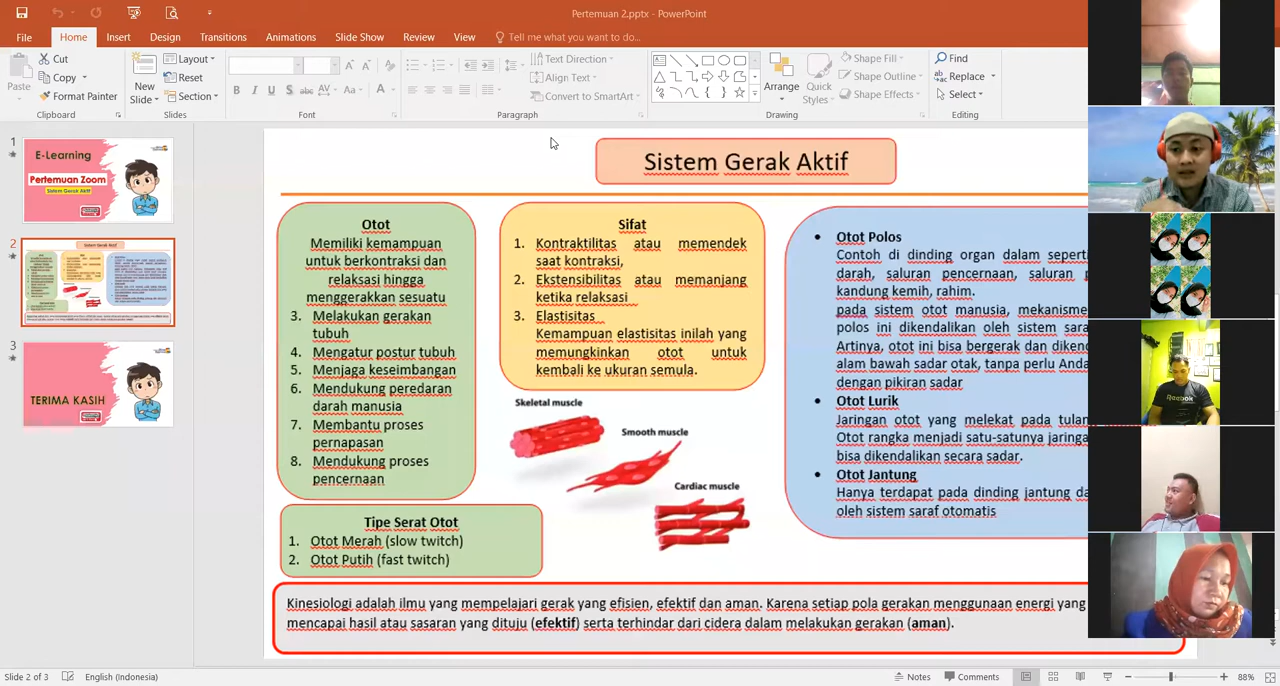 Pertemuan 2.pptx - PowerPoint
File Home Insert Design Transitions Animations Slide Show Review View Tell me what you want to do...
Cut
Copy
Format Painter
Paste
Clipboard
New
Slide
Layout
Reset
Section
Slides
B I U S abc AV Aa A
Font
Text Direction
Align Text
Convert to SmartArt
Paragraph
Arrange
Quick
Styles
Shape Fill
Shape Outline
Shape Effects
Drawing
Find
Replace
Select
Editing
1
E-Learning
Pertemuan Zoom
Sistem Gerak Aktif
2
3
TERIMA KASIH
Sistem Gerak Aktif
Otot
Memiliki kemampuan
untuk berkontraksi dan
relaksasi hingga
menggerakkan sesuatu
3. Melakukan gerakan
tubuh
4. Mengatur postur tubuh
5. Menjaga keseimbangan
6. Mendukung peredaran
darah manusia
7. Membantu proses
pernapasan
8. Mendukung proses
pencernaan
Tipe Serat Otot
1. Otot Merah (slow twitch)
2. Otot Putih (fast twitch)
Sifat
1. Kontraktilitas atau memendek
saat kontraksi,
2. Ekstensibilitas atau memanjang
ketika relaksasi
3. Elastisitas
Kemampuan elastisitas inilah yang
memungkinkan otot untuk
kembali ke ukuran semula.
Skeletal muscle
Smooth muscle
Cardiac muscle
• Otot Polos
Contoh di dinding organ dalam seperti
darah, saluran pencernaan, saluran
kandung kemih, rahim.
pada sistem otot manusia, mekanisme
polos ini dikendalikan oleh sistem
Artinya, otot ini bisa bergerak dan
alam bawah sadar otak, tanpa perlu Anda
dengan pikiran sadar
• Otot Lurik
Jaringan otot yang melekat pada
Otot rangka menjadi satu-satunya
bisa dikendalikan secara sadar.
• Otot Jantung
Hanya terdapat pada dinding jantung
oleh sistem saraf otomatis
Kinesiologi adalah ilmu yang mempelajari gerak yang efisien, efektif dan aman. Karena setiap pola gerakan menggunaan energi yang
mencapai hasil atau sasaran yang dituju (efektif) serta terhindar dari cidera dalam melakukan gerakan (aman).
Reebok
Slide 2 of 3 English (Indonesia) Notes Comments 88%